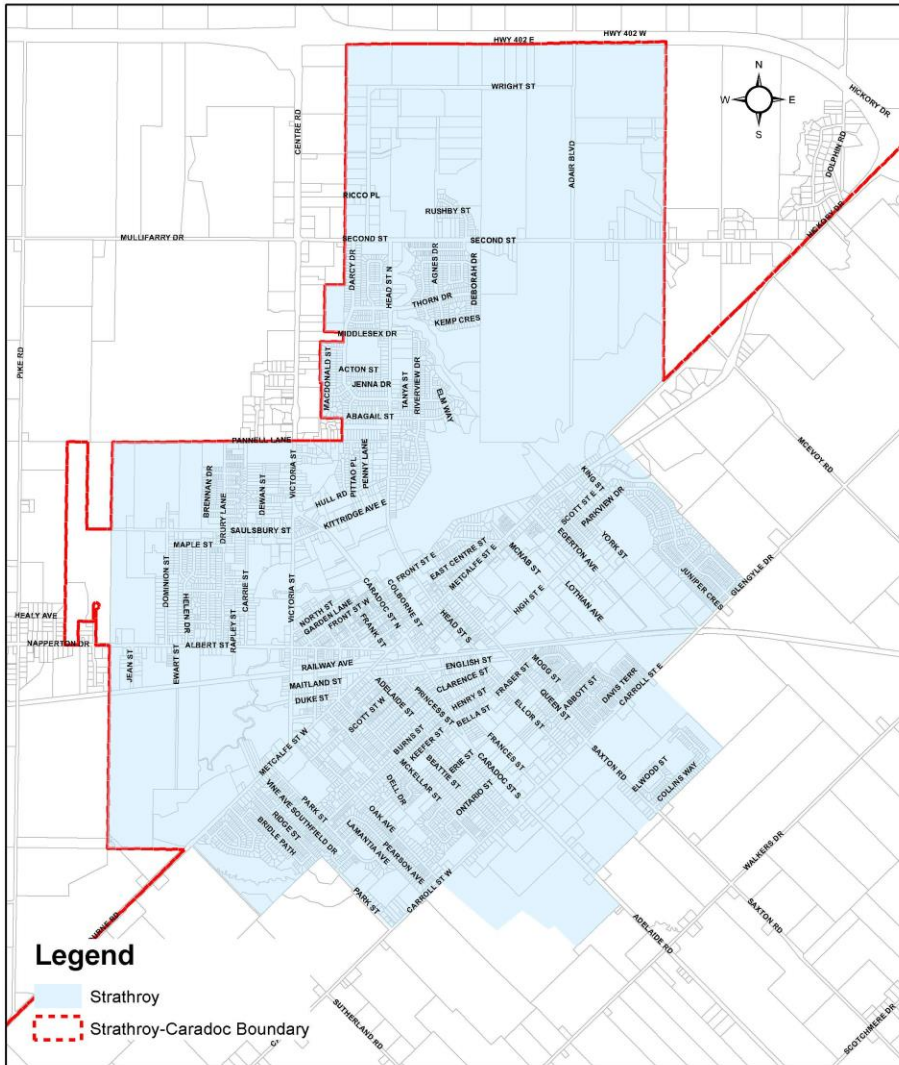 HWY 402 E
HWY 402 W
WRIGHT ST
HICKORY DR
CENTRE RD
ADAIR BLVD
DOLPHIN RD
N
W
E
S
RICCO PL
RUSHBY ST
HICKORY DR
MULLIFARRY DR
SECOND ST
SECOND ST
DARCY DR
HEAD ST N
AGNES DR
DEBORAH DR
THORN DR
KEMP CRES
MIDDLESEX DR
PIKE RD
MACDONALD ST
ACTON ST
JENNA DR
TANYA ST
RIVERVIEW DR
ELM WAY
ABAGAIL ST
PANNELL LANE
MCEVOY RD
BRENNAN DR
DRURY LANE
DEWAN ST
VICTORIA ST
PITTAO PL
PENNY LANE
HULL RD
KITTRIDGE AVE E
KING ST
SCOTT ST E
PARKVIEW DR
SAULSBURY ST
MAPLE ST
EGERTON AVE
YORK ST
DOMINION ST
HELEN DR
CARRIE ST
RAPLEY ST
VICTORIA ST
FRONT ST E
EAST CENTRE ST
METCALFE ST E
MCNAB ST
JUNIPER CRES
GLENGYLE DR
NORTH ST
GARDEN LANE
FRONT ST W
CARADOC ST N
COLBORNE ST
FRANK ST
HEAD ST S
HIGH ST E
LOTHIAN AVE
HEALY AVE
NAPPERTON DR
JEAN ST
EWART ST
ALBERT ST
RAILWAY AVE
MAITLAND ST
DUKE ST
ENGLISH ST
CLARENCE ST
HENRY ST
BELLA ST
FRASER ST
MOGG ST
QUEEN ST
ABBOTT ST
DAVIS TERR
CARROLL ST E
ADELAIDE ST
PRINCESS ST
SCOTT ST W
ELLOR ST
BURNS ST
KEEFER ST
FRANCES ST
METCALFE ST W
MCKELLAR ST
BEATTIE ST
ERIE ST
CARADOC ST S
SAXTON RD
ELWOOD ST
COLLINS WAY
DELL DR
ONTARIO ST
VINE AVE
SOUTHFIELD DR
PARK ST
RIDGE ST
BRIDLE PATH
OAK AVE
LAMANTIA AVE
PEARSON AVE
CARROLL ST W
PARK ST
WALKERS DR
SAXTON RD
ADELAIDE RD
URNE RD
SUTHERLAND RD
SCOTCHMERE DR
Legend
Strathroy
Strathroy-Caradoc Boundary